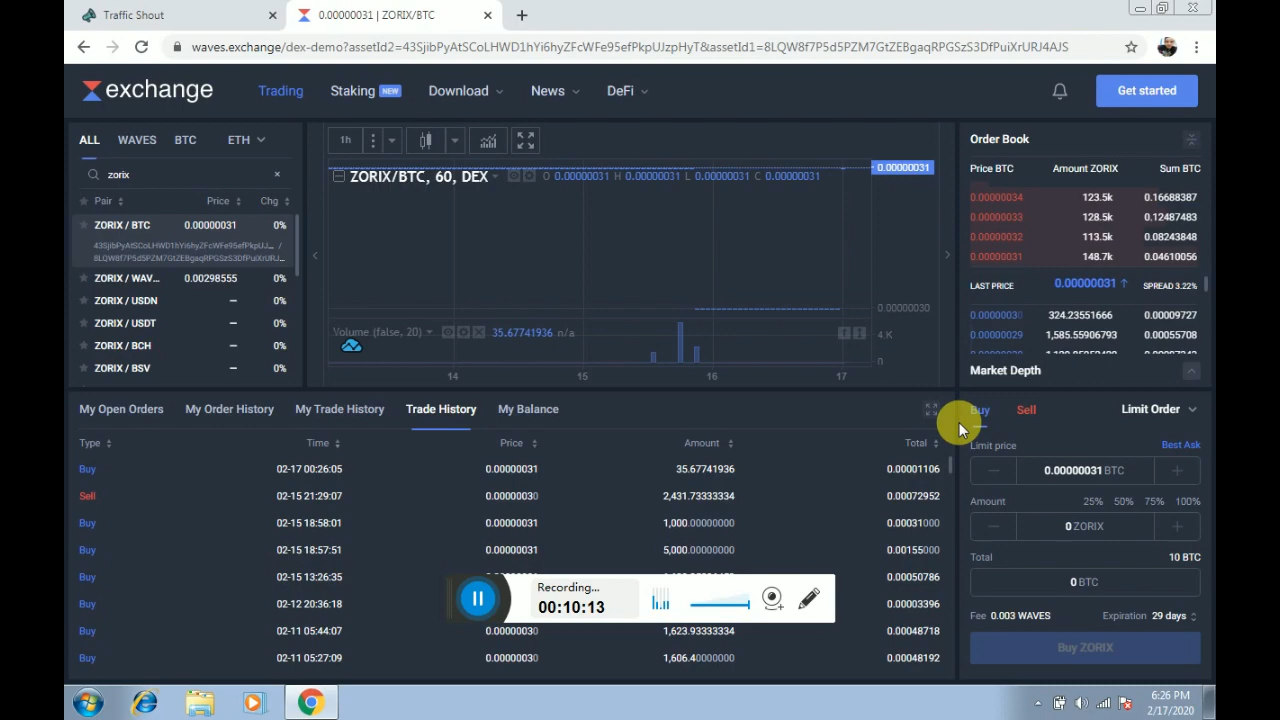 Traffic Shout
0.00000031 | ZORIX/BTC
waves.exchange/dex-demo?assetId2=43SjibPyAtSCoLHWD1hYi6hyZFcWFe95efPkpUJzpHyT&assetId1=8LQW8f7P5d5PZM7GtZEBgaqRPGSzS3DfPuiXrURJ4AJS
exchange
Trading
Staking NEW
Download
News
DeFi
Get started
ALL WAVES BTC ETH
zorix
Pair Price Chg
ZORIX / BTC 0.00000031 0%
43SjibPyAtSCoLHWD1hYi6hyZFcWFe95efPkpUJ... /
8LQW8f7P5d5PZM7GtZEBgaqRPGSzS3DfPuiXrURJ...
ZORIX / WAV... 0.00298555 0%
ZORIX / USDN – 0%
ZORIX / USDT – 0%
ZORIX / BCH – 0%
ZORIX / BSV – 0%
1h
ZORIX/BTC, 60, DEX O 0.00000031 H 0.00000031 L 0.00000031 C 0.00000031
0.00000031
0.00000030
Volume (false, 20) 35.67741936 n/a
4 K
0
14 15 16 17
Order Book
Price BTC Amount ZORIX Sum BTC
0.00000034 123.5k 0.16688387
0.00000033 128.5k 0.12487483
0.00000032 113.5k 0.08243848
0.00000031 148.7k 0.04610056
LAST PRICE 0.00000031 ↑ SPREAD 3.22%
0.00000030 324.23551666 0.00009727
0.00000029 1,585.55906793 0.00055708
Market Depth
My Open Orders My Order History My Trade History Trade History My Balance
Type Time Price Amount Total
Buy 02-17 00:26:05 0.00000031 35.67741936 0.00001106
Sell 02-15 21:29:07 0.00000030 2,431.73333334 0.00072952
Buy 02-15 18:58:01 0.00000031 1,000.00000000 0.00031000
Buy 02-15 18:57:51 0.00000031 5,000.00000000 0.00155000
Buy 02-15 13:26:35 0.00050786
Buy 02-12 20:36:18 0.00003396
Buy 02-11 05:44:07 0.00000030 1,623.93333334 0.00048718
Buy 02-11 05:27:09 0.00000030 1,606.40000000 0.00048192
Recording...
00:10:13
Buy Sell Limit Order
Limit price Best Ask
0.00000031 BTC
Amount 25% 50% 75% 100%
0 ZORIX
Total 10 BTC
0 BTC
Fee 0.003 WAVES Expiration 29 days
Buy ZORIX
6:26 PM
2/17/2020